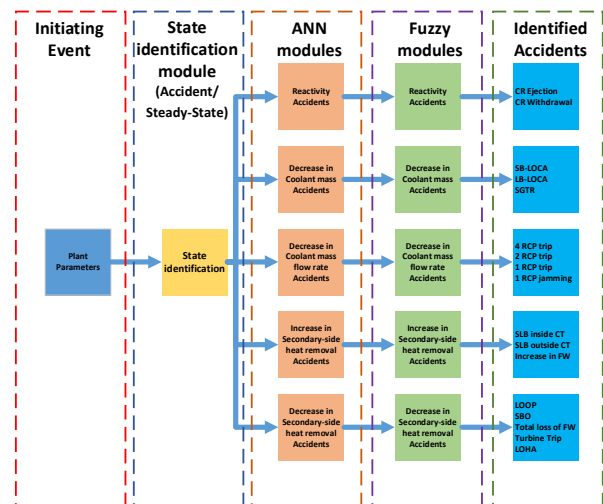 Initiating
Event
State
identification
module
(Accident/
Steady-State)
ANN
modules
Fuzzy
modules
Identified
Accidents
Plant
Parameters
State
identification
Reactivity
Accidents
Reactivity
Accidents
CR Ejection
CR Withdrawal
Decrease in
Coolant mass
Accidents
Decrease in
Coolant mass
Accidents
SB-LOCA
LB-LOCA
SGTR
Decrease in
Coolant mass
flow rate
Accidents
Decrease in
Coolant mass
flow rate
Accidents
4 RCP trip
2 RCP trip
1 RCP trip
1 RCP jamming
Increase in
Secondary-side
heat removal
Accidents
Increase in
Secondary-side
heat removal
Accidents
SLB inside CT
SLB outside CT
Increase in FW
Decrease in
Secondary-side
heat removal
Accidents
Decrease in
Secondary-side
heat removal
Accidents
LOOP
SBO
Total loss of FW
Turbine Trip
LOHA